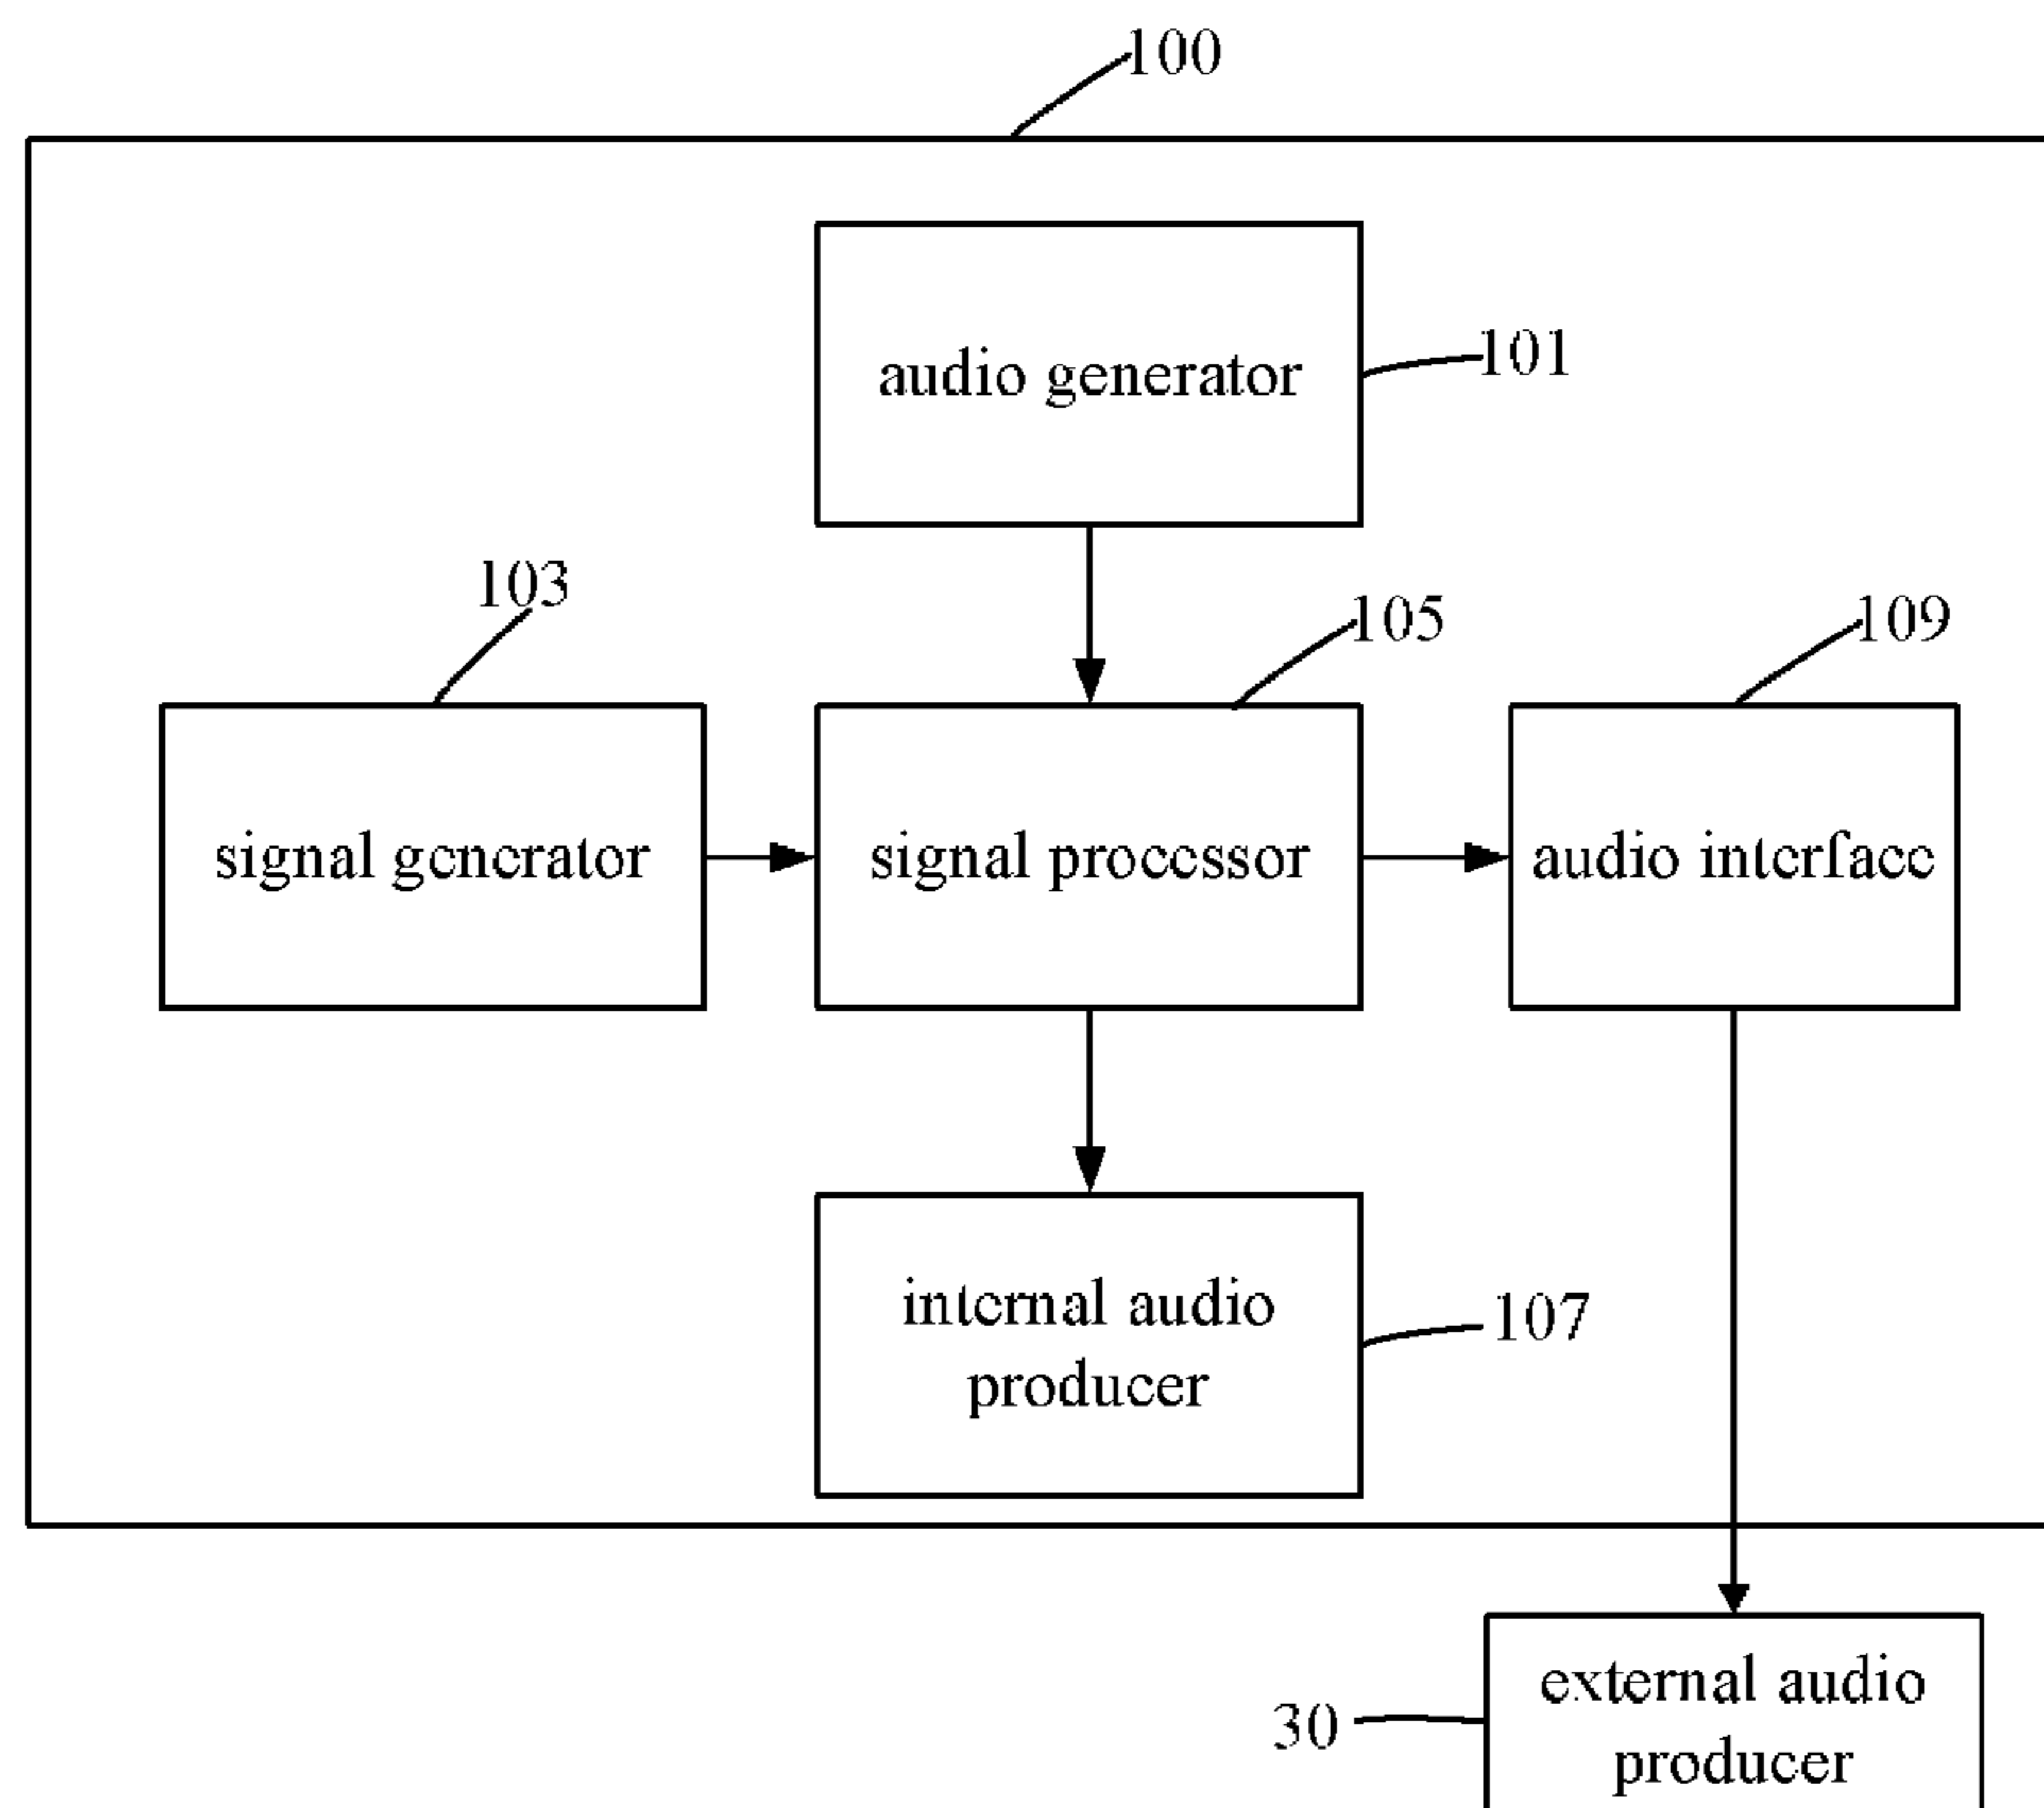 100
audio generator
101
103
105
109
signal generator
signal processor
audio interface
internal audio
producer
107
external audio
producer
30